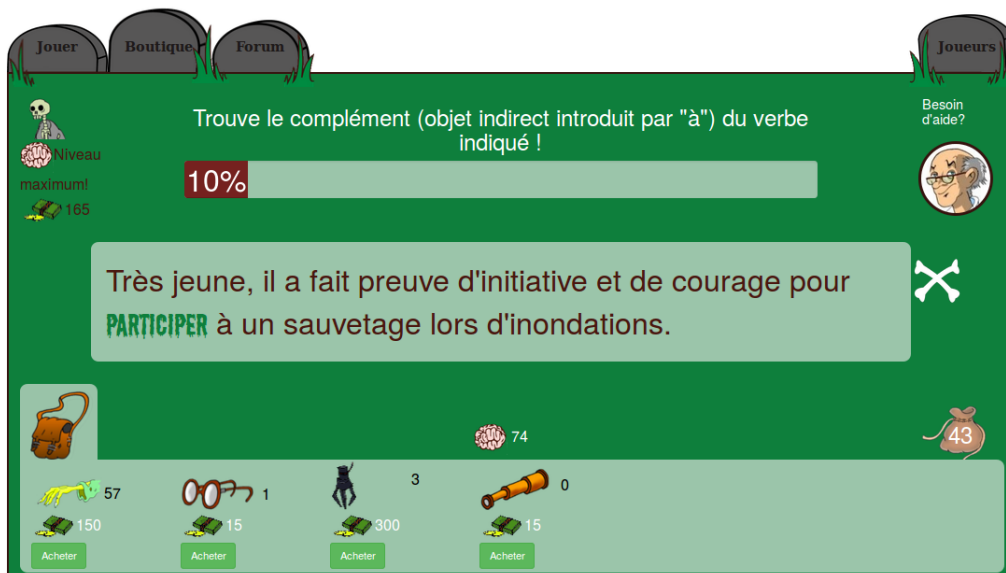 Jouer
Boutique
Forum
Joueurs
Besoin
d'aide?
Trouve le complément (objet indirect introduit par "à") du verbe
indiqué !
Niveau
maximum!
10%
165
Très jeune, il a fait preuve d'initiative et de courage pour
PARTICIPER à un sauvetage lors d'inondations.
74
43
57
1
3
0
150
15
300
15
Acheter
Acheter
Acheter
Acheter